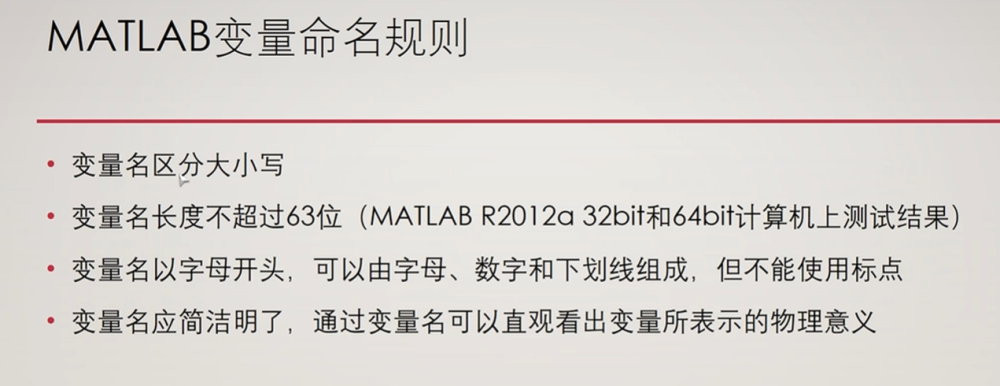 MATLAB变量命名规则
• 变量名区分大小写
• 变量名长度不超过63位（MATLAB R2012a 32bit和64bit计算机上测试结果）
• 变量名以字母开头，可以由字母、数字和下划线组成，但不能使用标点
• 变量名应简洁明了，通过变量名可以直观看出变量所表示的物理意义